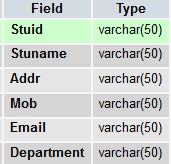 Field Type
Stuid varchar(50)
Stuname varchar(50)
Addr varchar(50)
Mob varchar(50)
Email varchar(50)
Department varchar(50)